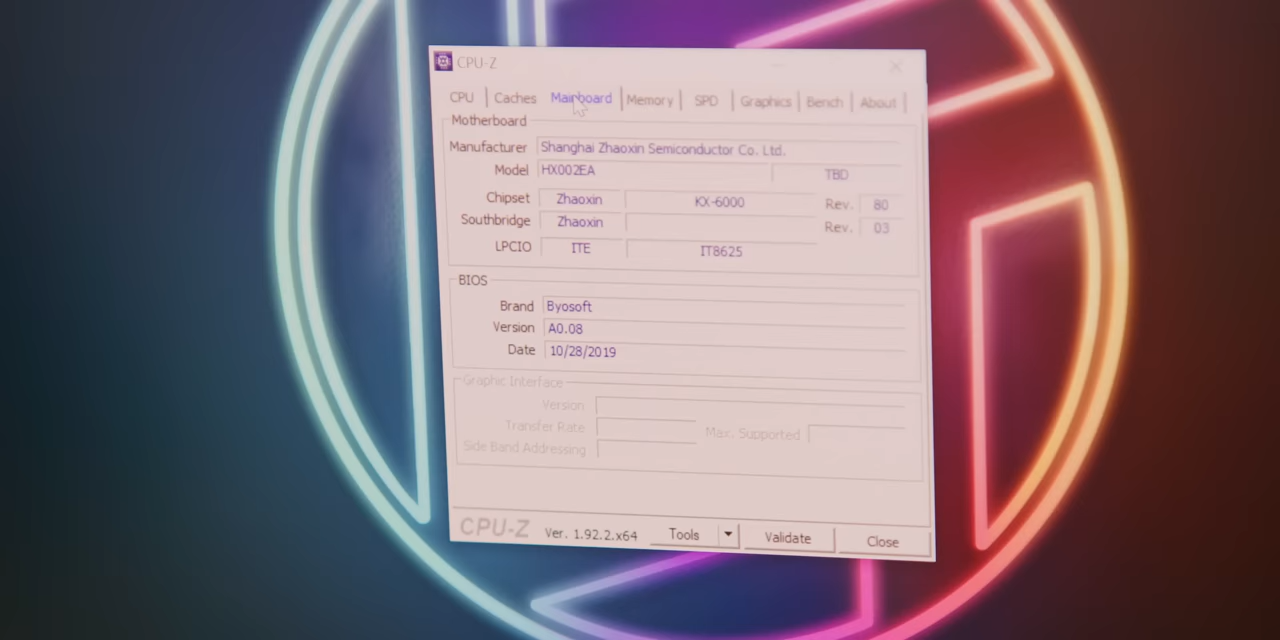 CPU-Z
CPU Caches Mainboard Memory SPD Graphics Bench About
Motherboard
Manufacturer Shanghai Zhaoxin Semiconductor Co. Ltd.
Model HX002EA TBD
Chipset Zhaoxin KX-6000 Rev. 80
Southbridge Zhaoxin Rev. 03
LPCIO ITE IT8625
BIOS
Brand Byosoft
Version A0.08
Date 10/28/2019
Graphic Interface
Version
Transfer Rate Max. Supported
Side Band Addressing
CPU-Z Ver. 1.92.2.x64 Tools Validate Close